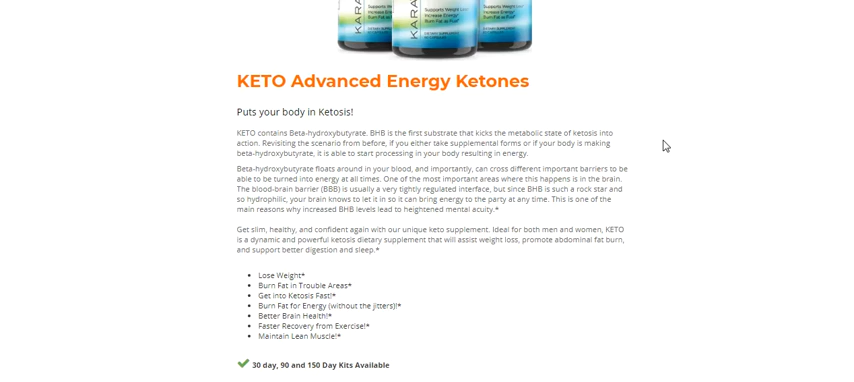 Supports Weight Loss
Increase Energy*
Burn Fat as Fuel*
KARA
KETO Advanced Energy Ketones
Puts your body in Ketosis!
KETO contains Beta-hydroxybutyrate. BHB is the first substrate that kicks the metabolic state of ketosis into
action. Revisiting the scenario from before, if you either take supplemental forms or if your body is making
beta-hydroxybutyrate, it is able to start processing in your body resulting in energy.
Beta-hydroxybutyrate floats around in your blood, and importantly, can cross different important barriers to be
able to be turned into energy at all times. One of the most important areas where this happens is in the brain.
The blood-brain barrier (BBB) is usually a very tightly regulated interface, but since BHB is such a rock star and
so hydrophilic, your brain knows to let it in so it can bring energy to the party at any time. This is one of the
main reasons why increased BHB levels lead to heightened mental acuity.*
Get slim, healthy, and confident again with our unique keto supplement. Ideal for both men and women, KETO
is a dynamic and powerful ketosis dietary supplement that will assist weight loss, promote abdominal fat burn,
and support better digestion and sleep.*
• Lose Weight*
• Burn Fat in Trouble Areas*
• Get into Ketosis Fast!*
• Burn Fat for Energy (without the jitters)!*
• Better Brain Health!*
• Faster Recovery from Exercise!*
• Maintain Lean Muscle!*
30 day, 90 and 150 Day Kits Available